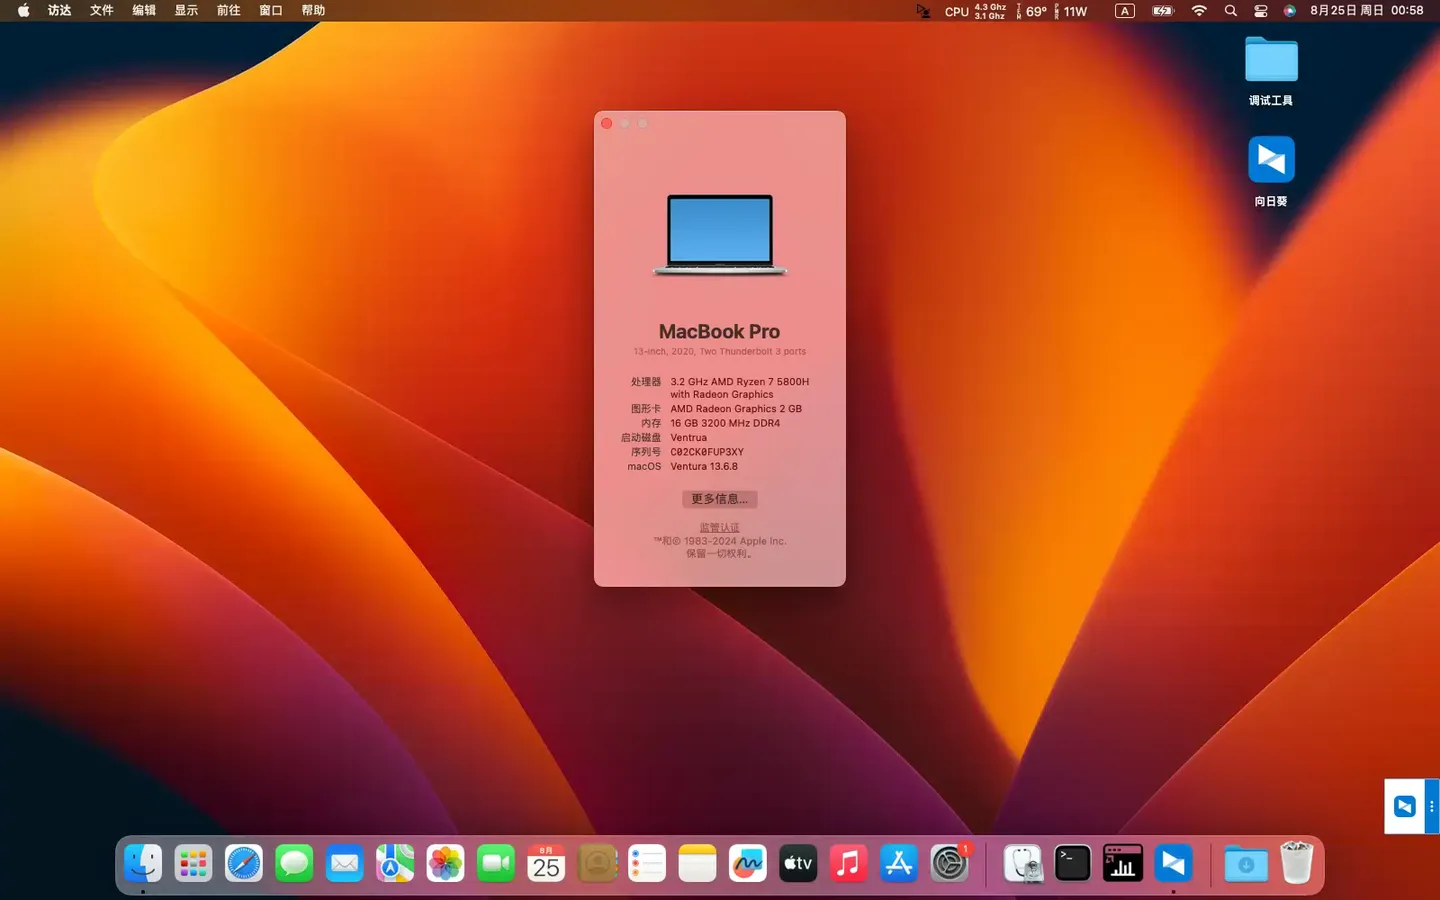 访达 文件 编辑 显示 前往 窗口 帮助
CPU 4.3 Ghz 3.1 Ghz 69° 11W A 8月25日 周日 00:58
调试工具
向日葵
MacBook Pro
13-inch, 2020, Two Thunderbolt 3 ports
处理器 3.2 GHz AMD Ryzen 7 5800H
with Radeon Graphics
图形卡 AMD Radeon Graphics 2 GB
内存 16 GB 3200 MHz DDR4
启动磁盘 Ventrua
序列号 C02CK0FUP3XY
macOS Ventura 13.6.8
更多信息...
监管认证
™和© 1983-2024 Apple Inc.
保留一切权利。
8月
25
tv
1